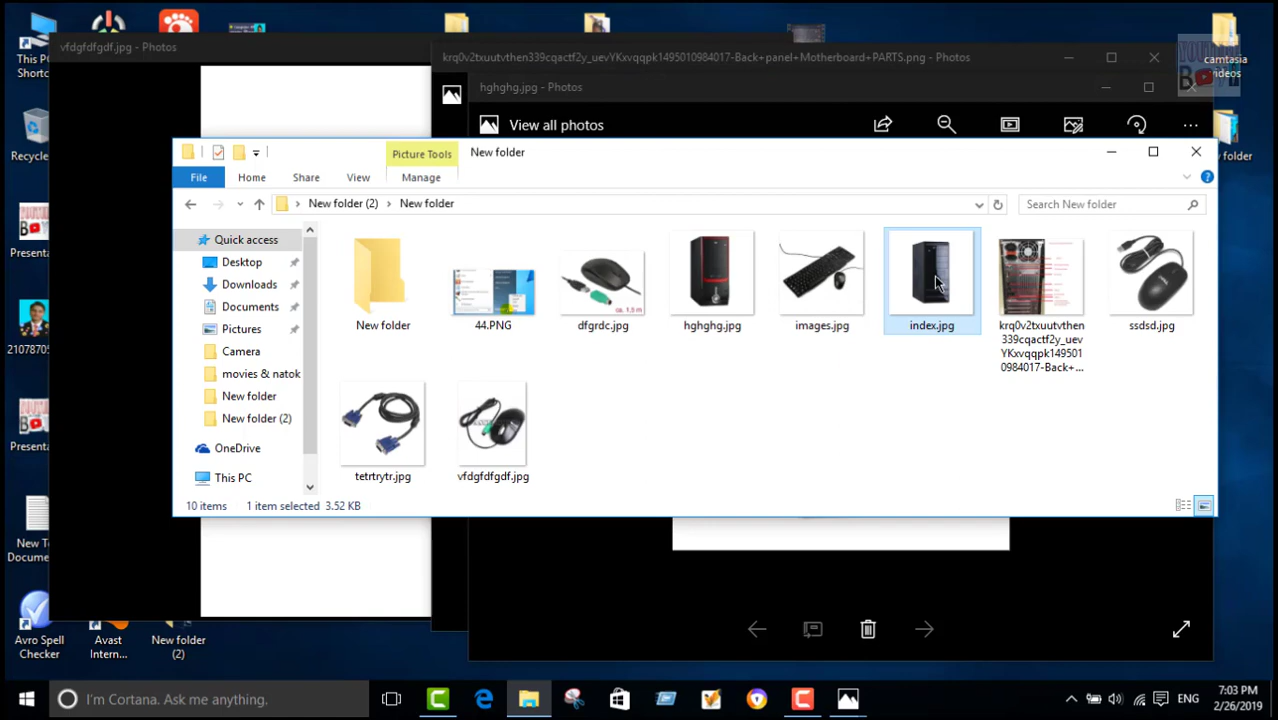 This P
Shortc
camtasia
videos
vfdgfdfgdf.jpg - Photos
krq0v2txuutvthen339cqactf2y_uevYKxvqqpk1495010984017-Back+panel+Motherboard+PARTS.png - Photos
hghghg.jpg - Photos
View all photos
Recycle
w folder
Picture Tools
New folder
File
Home
Share
View
Manage
New folder (2)
New folder
Search New folder
Quick access
Desktop
Downloads
Documents
Pictures
Camera
movies & natok
New folder
New folder (2)
OneDrive
This PC
New folder
44.PNG
dfgrdc.jpg
hghghg.jpg
images.jpg
index.jpg
krq0v2txuutvthen
339cqactf2y_uev
YKxvqqpk149501
0984017-Back+...
ssdsd.jpg
ca. 1,5 m
tetrtrytr.jpg
vfdgfdfgdf.jpg
10 items
1 item selected 3.52 KB
Presenta
21078705
Presenta
New Te
Docume
Avro Spell
Checker
Avast
Intern...
New folder
(2)
I'm Cortana. Ask me anything.
ENG
7:03 PM
2/26/2019